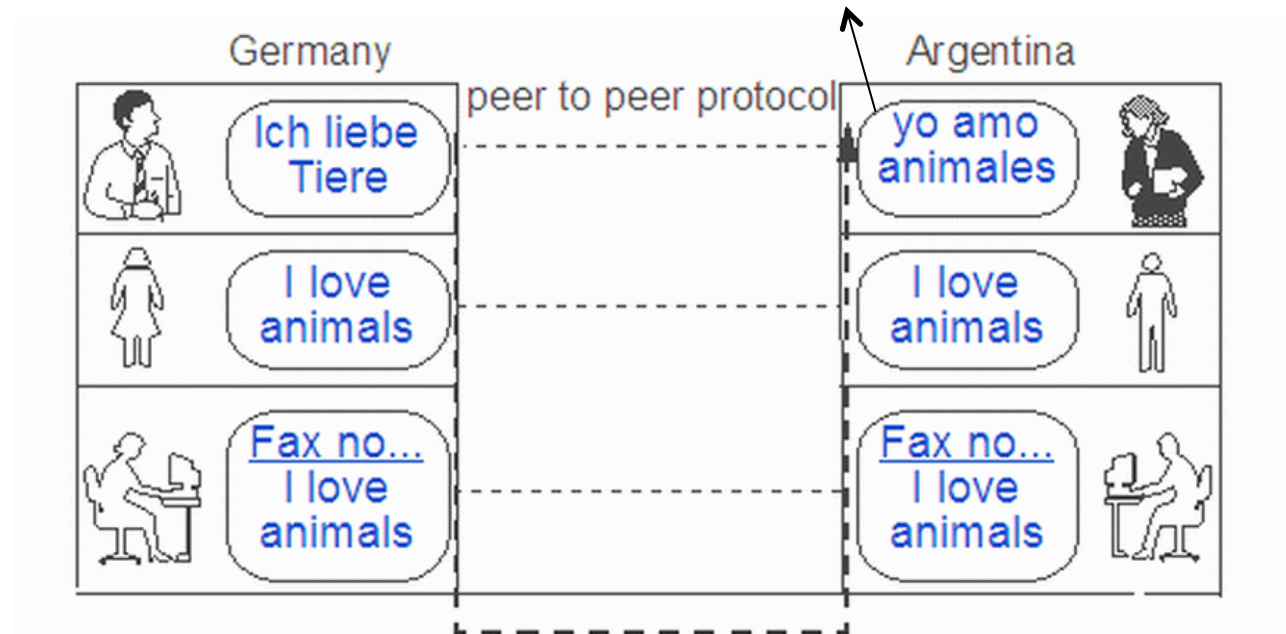 Germany
Argentina
peer to peer protocol
Ich liebe
Tiere
yo amo
animales
I love
animals
I love
animals
Fax no...
I love
animals
Fax no...
I love
animals